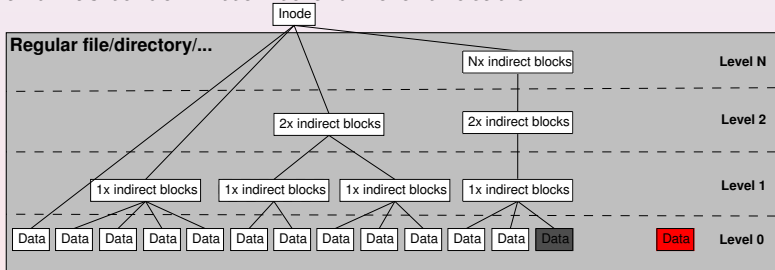 Inode
Regular file/directory/...
Nx indirect blocks Level N
2x indirect blocks 2x indirect blocks Level 2
1x indirect blocks 1x indirect blocks 1x indirect blocks 1x indirect blocks Level 1
Data Data Data Data Data Data Data Data Data Data Data Data Data Data Level 0